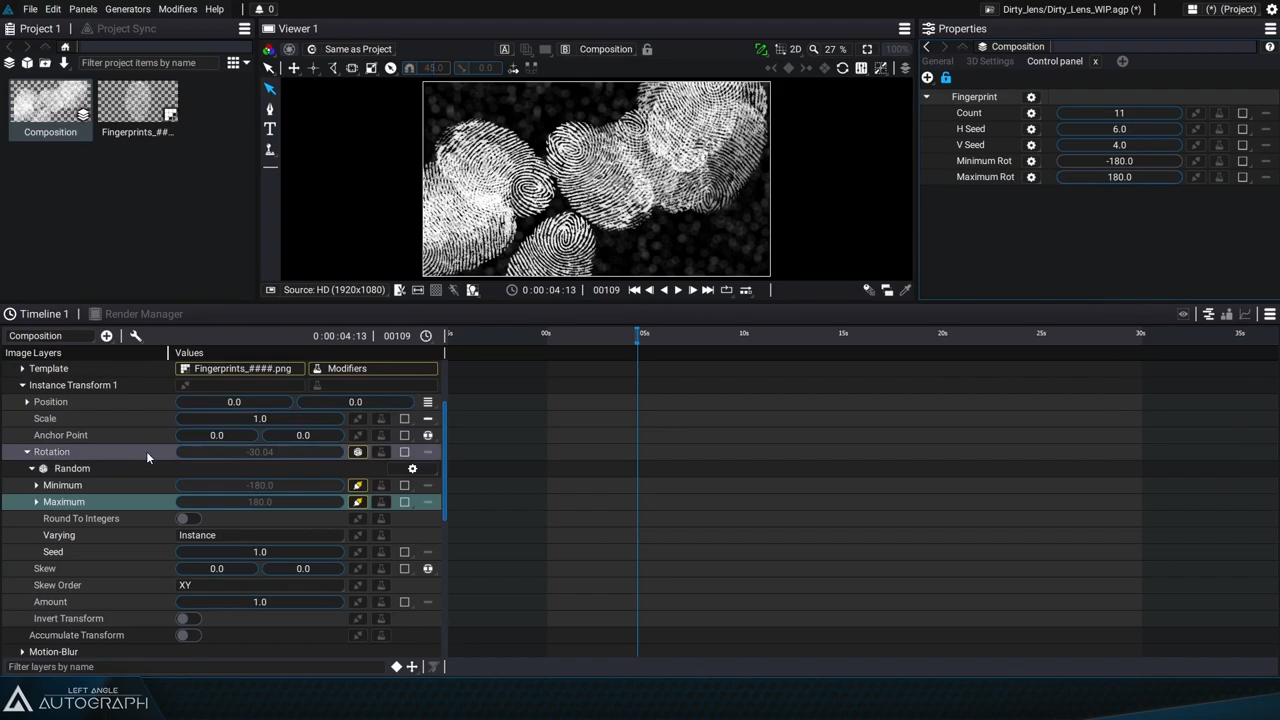 File Edit Panels Generators Modifiers Help 0 Dirty_lens/Dirty_Lens_WIP.agp (*) (*) (Project)
Project 1 Project Sync
Filter project items by name
Composition Fingerprints_##...
Viewer 1
Same as Project A B Composition 2D 27 % 100%
45.0 0.0
Source: HD (1920x1080) 0:00:04:13 00109
Properties
Composition
General 3D Settings Control panel x
Fingerprint
Count 11
H Seed 6.0
V Seed 4.0
Minimum Rot -180.0
Maximum Rot 180.0
Timeline 1 Render Manager
Composition 0:00:04:13 00109 s 00s 05s 10s 15s 20s 25s 30s 35s
Image Layers Values
Template Fingerprints_####.png Modifiers
Instance Transform 1
Position 0.0 0.0
Scale 1.0
Anchor Point 0.0 0.0
Rotation -30.04
Random
Minimum -180.0
Maximum 180.0
Round To Integers
Varying Instance
Seed 1.0
Skew 0.0 0.0
Skew Order XY
Amount 1.0
Invert Transform
Accumulate Transform
Motion-Blur
Filter layers by name
LEFT ANGLE
AUTOGRAPH